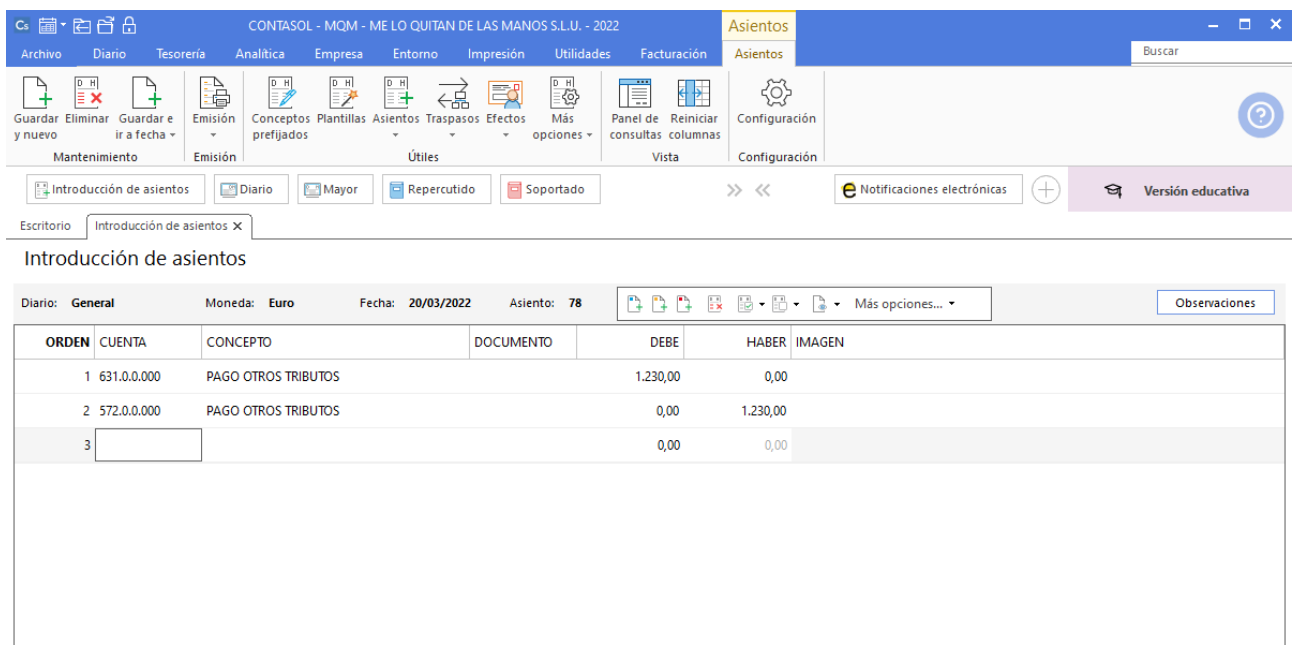 Cs CONTASOL - MQM - ME LO QUITAN DE LAS MANOS S.L.U. - 2022 Asientos
Archivo Diario Tesorería Analítica Empresa Entorno Impresión Utilidades Facturación Asientos Buscar
Guardar y nuevo Eliminar Guardar e ir a fecha Emisión Conceptos prefijados Plantillas Asientos Traspasos Efectos Más opciones Panel de consultas Reiniciar columnas Configuración
Mantenimiento Emisión Útiles Vista Configuración
Introducción de asientos Diario Mayor Repercutido Soportado Notificaciones electrónicas Versión educativa
Escritorio Introducción de asientos
Introducción de asientos
Diario: General Moneda: Euro Fecha: 20/03/2022 Asiento: 78 Más opciones... Observaciones
ORDEN CUENTA CONCEPTO DOCUMENTO DEBE HABER IMAGEN
1 631.0.0.000 PAGO OTROS TRIBUTOS 1.230,00 0,00
2 572.0.0.000 PAGO OTROS TRIBUTOS 0,00 1.230,00
3 0,00 0,00